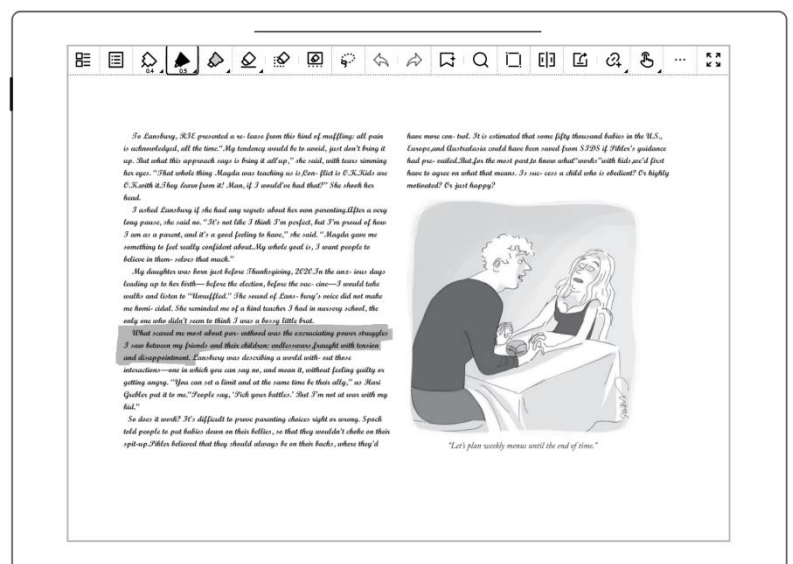 0.4
0.5
To Lansbury, RIE presented a re- lease from this kind of muffling: all pain
is acknowledged, all the time."My tendency would be to avoid, just don't bring it
up. But what this approach says is bring it all up," she said, with tears rimming
her eyes. "That whole thing Magda was teaching us is,Con- flict is O.K.Kids are
O.K.with it.They learn from it! Man, if I would've had that?" She shook her
head.
I asked Lansbury if she had any regrets about her own parenting.After a very
long pause, she said no. "It's not like I think I'm perfect, but I'm proud of how
I am as a parent, and it's a good feeling to have," she said. "Magda gave me
something to feel really confident about..My whole goal is, I want people to
believe in them- selves that much."
My daughter was born just before Thanksgiving, 2020.In the anx- ious days
leading up to her birth— before the election, before the vac- cine—I would take
walks and listen to "Unruffled." The sound of Lans- bury's voice did not make
me homi- cidal. She reminded me of a kind teacher I had in nursery school, the
only one who didn't seem to think I was a bossy little brat.
What scared me most about par- enthood was the excruciating power struggles
I saw between my friends and their children: endlesswars,fraught with tension
and disappointment. Lansbury was describing a world with- out those
interactions—one in which you can say no, and mean it, without feeling guilty or
getting angry. "You can set a limit and at the same time be their ally," as Hari
Grebler put it to me."People say, 'Pick your battles.' But I'm not at war with my
kid."
So does it work? It's difficult to prove parenting choices right or wrong. Spock
told people to put babies down on their bellies, so that they wouldn't choke on their
spit-up.Pikler believed that they should always be on their backs, where they'd
have more con- trol. It is estimated that some fifty thousand babies in the U.S.,
Europe,and Australasia could have been saved from SIDS if Pikler's guidance
had pre- vailed.But,for the most part,to know what"works"with kids,we'd first
have to agree on what that means. Is suc- cess a child who is obedient? Or highly
motivated? Or just happy?
"Let's plan weekly menus until the end of time."